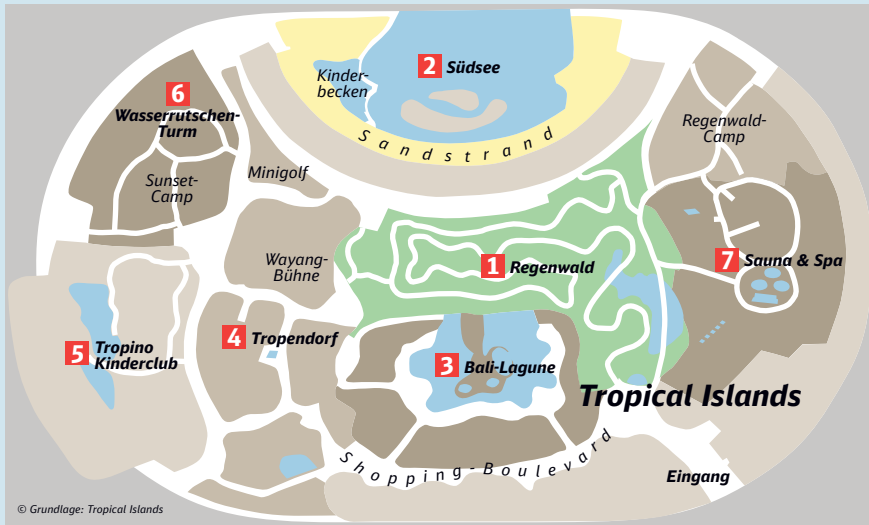 2 Südsee
Kinder-
becken
Sandstrand
6
Wasserrutschen-
Turm
Sunset-
Camp
Minigolf
Regenwald-
Camp
Wayang-
Bühne
1 Regenwald
7 Sauna & Spa
4 Tropendorf
5 Tropino
Kinderclub
3 Bali-Lagune
Tropical Islands
Shopping-Boulevard
Eingang
© Grundlage: Tropical Islands